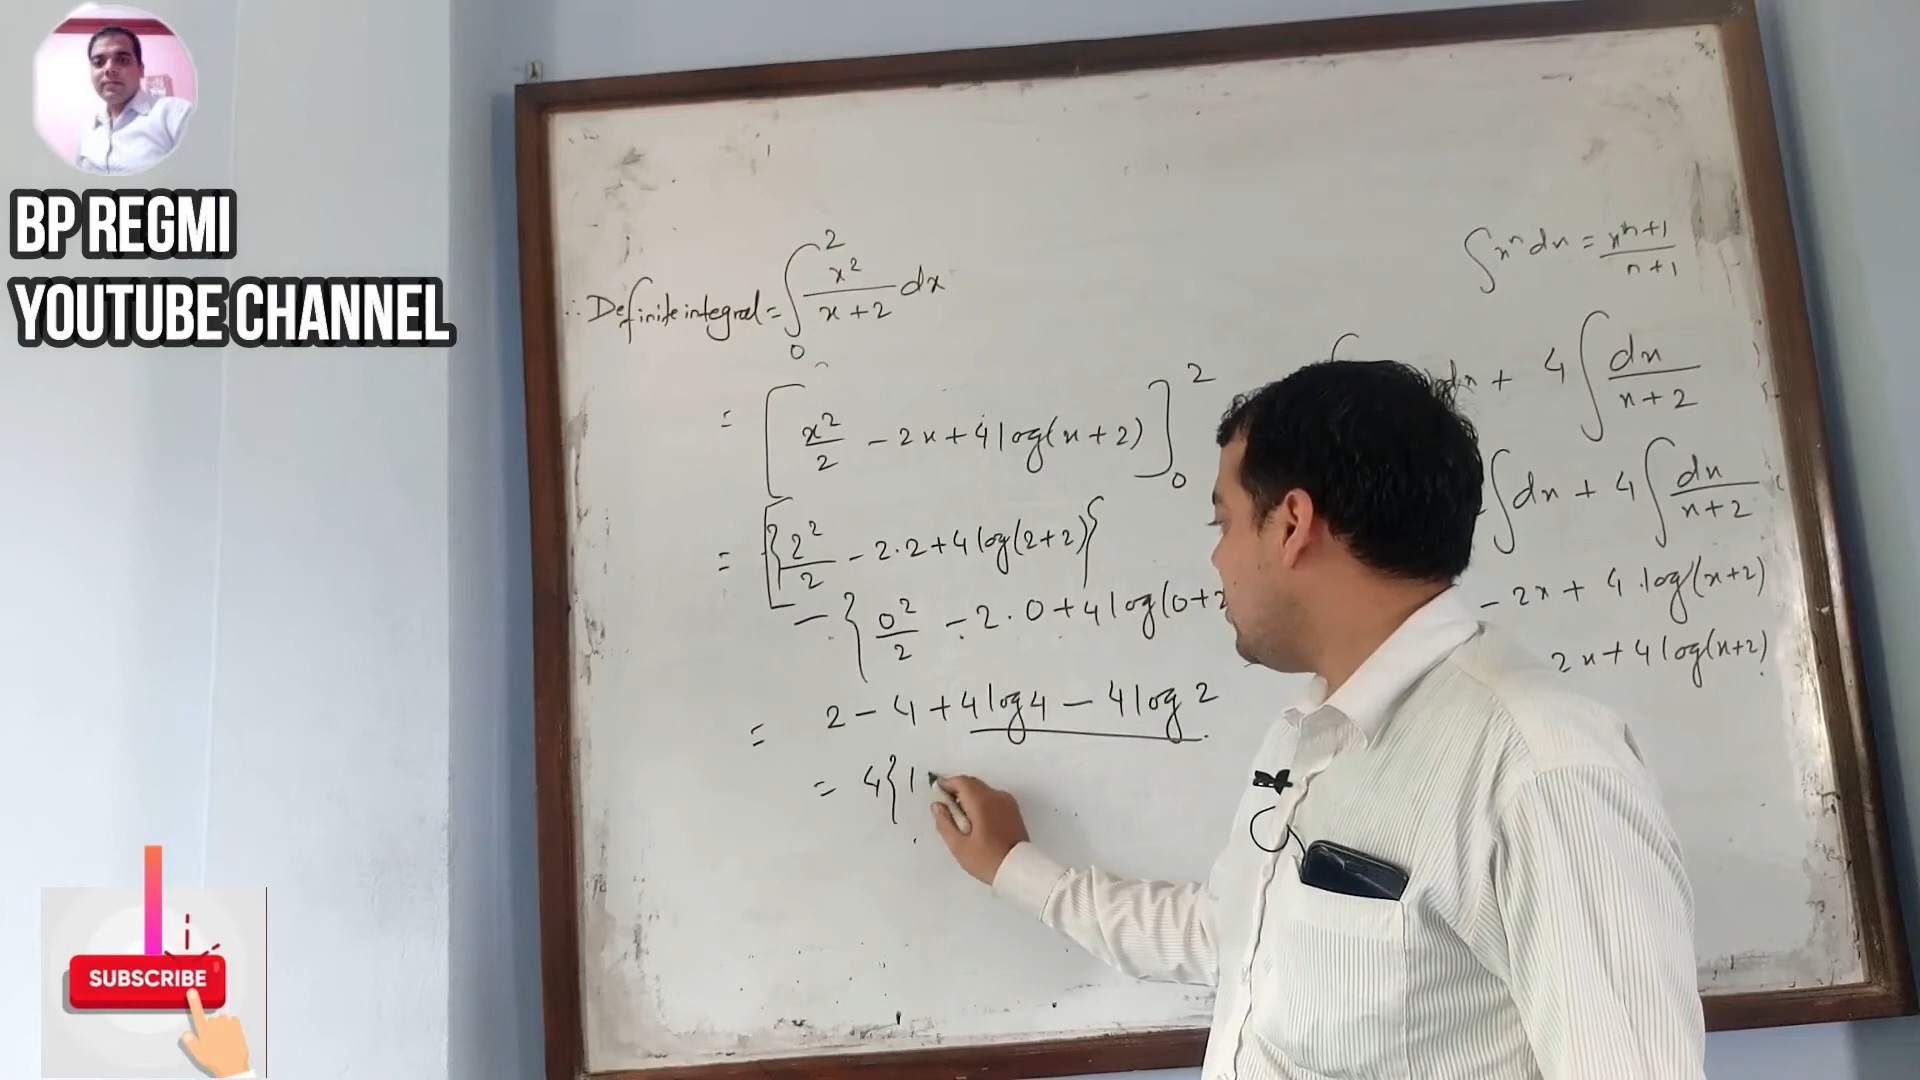 BP REGMI
YOUTUBE CHANNEL
SUBSCRIBE
∴ Definite integral = ∫₀² x²/(x+2) dx
= [x²/2 - 2x + 4 log(x+2)]₀²
= [{2²/2 - 2·2 + 4 log(2+2)}
- {0²/2 - 2·0 + 4 log(0+2
= 2 - 4 + 4 log 4 - 4 log 2
= 4{
∫xⁿ dx = xⁿ⁺¹/(n+1)
dx + 4∫dx/(x+2)
∫dx + 4∫dx/(x+2)
- 2x + 4 · log(x+2)
2x + 4 log(x+2)